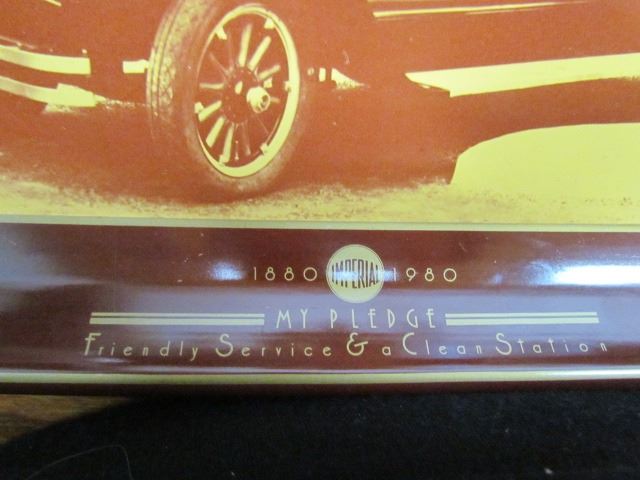 1880 IMPERIAL 1980
MY PLEDGE
Friendly Service & a Clean Station